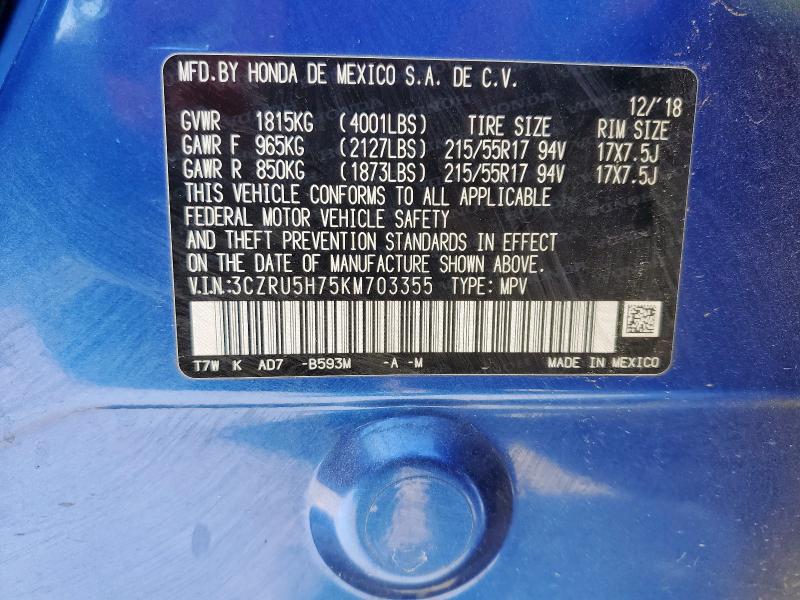 MFD.BY HONDA DE MEXICO S.A. DE C.V.
12/'18
GVWR 1815KG (4001LBS) TIRE SIZE RIM SIZE
GAWR F 965KG (2127LBS) 215/55R17 94V 17X7.5J
GAWR R 850KG (1873LBS) 215/55R17 94V 17X7.5J
THIS VEHICLE CONFORMS TO ALL APPLICABLE
FEDERAL MOTOR VEHICLE SAFETY
AND THEFT PREVENTION STANDARDS IN EFFECT
ON THE DATE OF MANUFACTURE SHOWN ABOVE.
V.I.N.:3CZRU5H75KM703355 TYPE: MPV
T7W K AD7 -B593M -A -M MADE IN MEXICO